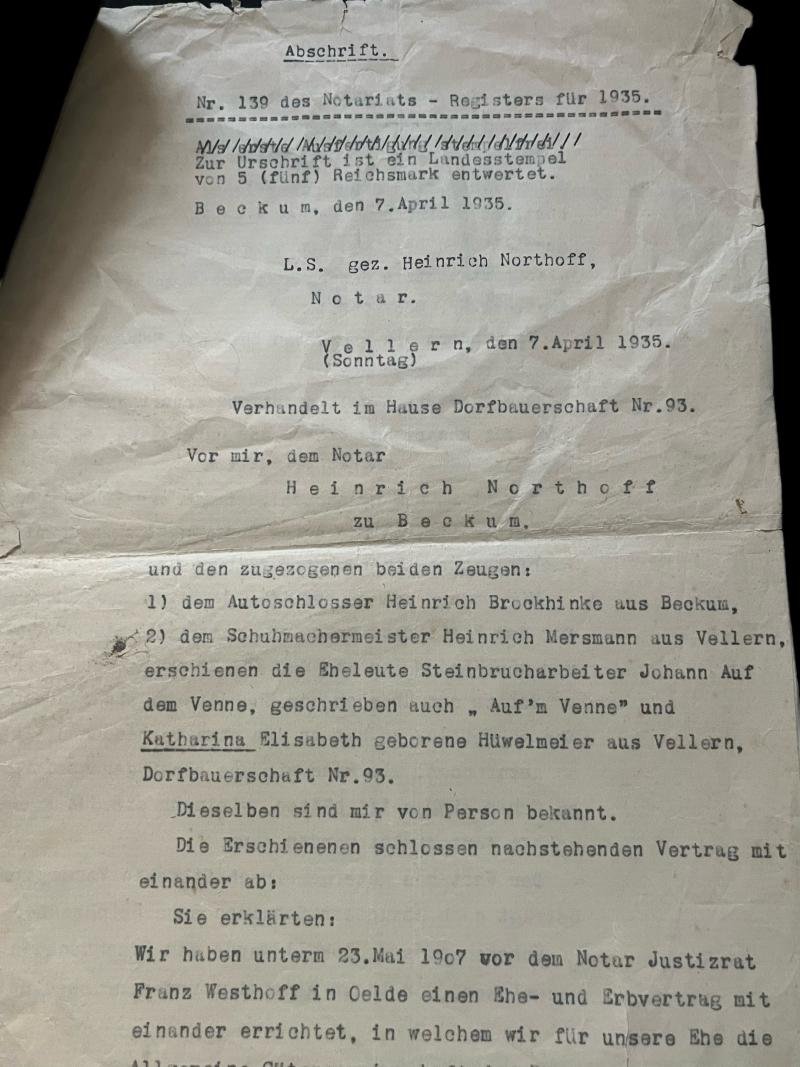 Abschrift.
Nr. 139 des Notariats - Registers für 1935.
Zur Urschrift ist ein Landesstempel
von 5 (fünf) Reichsmark entwertet.
B e c k u m, den 7.April 1935.
L.S. gez. Heinrich Northoff,
N o t a r.
V e l l e r n, den 7.April 1935.
(Sonntag)
Verhandelt im Hause Dorfbauerschaft Nr.93.
Vor mir, dem Notar
H e i n r i c h N o r t h o f f
zu B e c k u m,
und den zugezogenen beiden Zeugen:
1) dem Autoschlosser Heinrich Brockhinke aus Beckum,
2) dem Schuhmachermeister Heinrich Mersmann aus Vellern,
erschienen die Eheleute Steinbrucharbeiter Johann Auf
dem Venne, geschrieben auch „ Auf'm Venne" und
Katharina Elisabeth geborene Hüwelmeier aus Vellern,
Dorfbauerschaft Nr.93.
Dieselben sind mir von Person bekannt.
Die Erschienenen schlossen nachstehenden Vertrag mit
einander ab:
Sie erklärten:
Wir haben unterm 23.Mai 19o7 vor dem Notar Justizrat
Franz Westhoff in Oelde einen Ehe- und Erbvertrag mit
einander errichtet, in welchem wir für unsere Ehe die